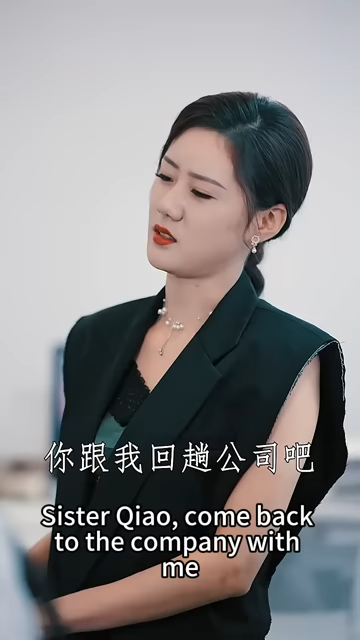 你跟我回趟公司吧
Sister Qiao, come back
to the company with
me